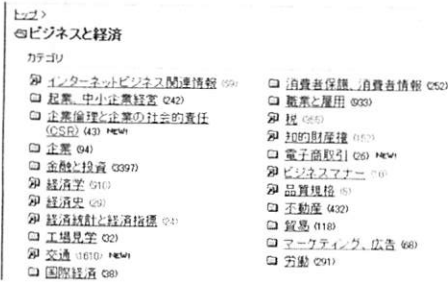 トップ >
ビジネスと経済
カテゴリ
インターネットビジネス関連情報 (59)
起業、中小企業経営 (242)
企業倫理と企業の社会的責任
(CSR) (43) NEW!
企業 (94)
金融と投資 (3397)
経済学 (310)
経済史 (29)
経済統計と経済指標 (24)
工場見学 (32)
交通 (1610) NEW!
国際経済 (38)
消費者保護、消費者情報 (252)
職業と雇用 (933)
税 (365)
知的財産権 (152)
電子商取引 (26) NEW!
ビジネスマナー
品質規格 (5)
不動産 (432)
貿易 (118)
マーケティング、広告 (68)
労働 (291)